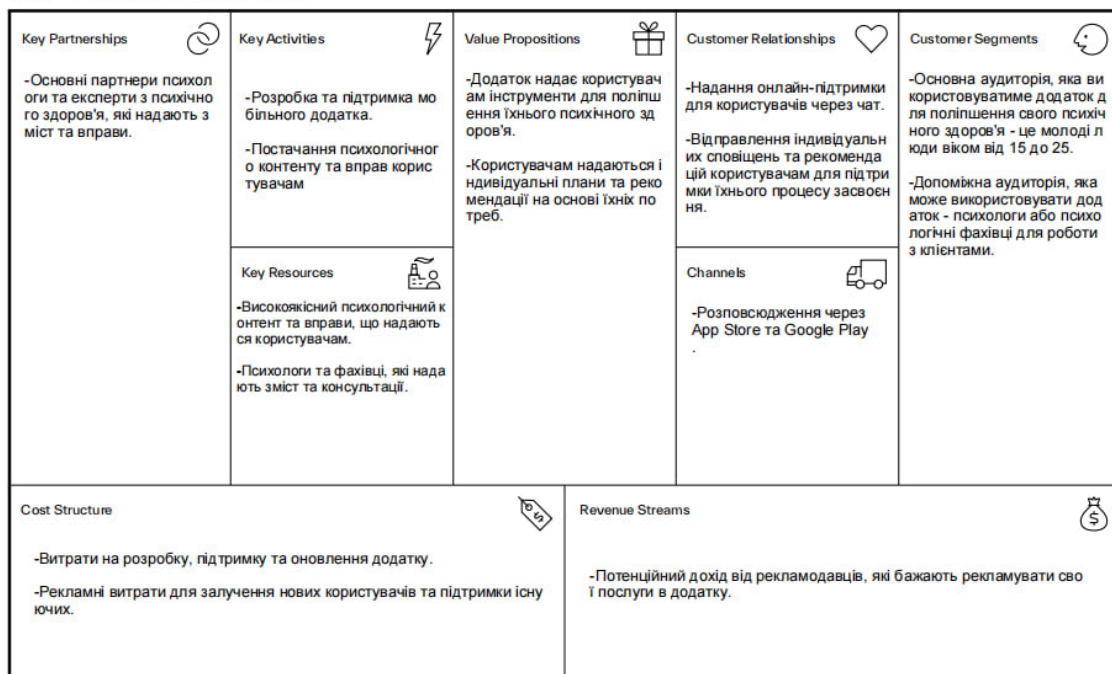 Key Partnerships
-Основні партнери психол
оги та експерти з психічно
го здоров'я, які надають з
міст та вправи.
Key Activities
-Розробка та підтримка мо
більного додатка.
-Постачання психологічног
о контенту та вправ корис
тувачам
Key Resources
-Високоякісний психологічний к
онтент та вправи, що надають
ся користувачам.
-Психологи та фахівці, які нада
ють зміст та консультації.
Value Propositions
-Додаток надає користувач
ам інструменти для поліпш
ення їхнього психічного зд
оров'я.
-Користувачам надаються і
ндивідуальні плани та реко
мендації на основі їхніх по
треб.
Customer Relationships
-Надання онлайн-підтримки
для користувачів через чат.
-Відправлення індивідуальн
их сповіщень та рекоменда
цій користувачам для підтри
мки їхнього процесу засвоєн
ня.
Channels
-Розповсюдження через
App Store та Google Play
.
Customer Segments
-Основна аудиторія, яка ви
користовуватиме додаток д
ля поліпшення свого психіч
ного здоров'я - це молоді л
юди віком від 15 до 25.
-Допоміжна аудиторія, яка
може використовувати дод
аток - психологи або психо
логічні фахівці для роботи
з клієнтами.
Cost Structure
-Витрати на розробку, підтримку та оновлення додатку.
-Рекламні витрати для залучення нових користувачів та підтримки існу
ючих.
Revenue Streams
-Потенційний дохід від рекламодавців, які бажають рекламувати сво
ї послуги в додатку.